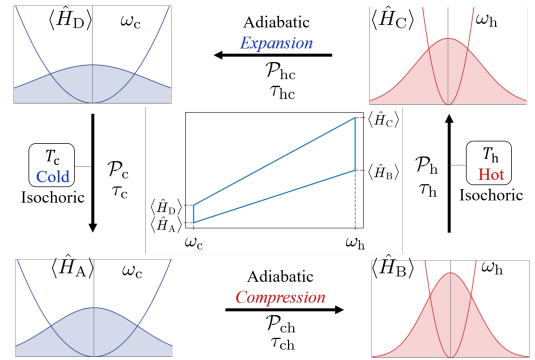 ⟨Ĥ_D⟩ ω_c
Adiabatic
Expansion
𝒫_hc
τ_hc
⟨Ĥ_C⟩ ω_h
T_c
Cold
Isochoric
𝒫_c
τ_c
⟨Ĥ_C⟩
⟨Ĥ_B⟩
⟨Ĥ_D⟩
⟨Ĥ_A⟩
ω_c ω_h
𝒫_h
τ_h
T_h
Hot
Isochoric
⟨Ĥ_A⟩ ω_c
Adiabatic
Compression
𝒫_ch
τ_ch
⟨Ĥ_B⟩ ω_h